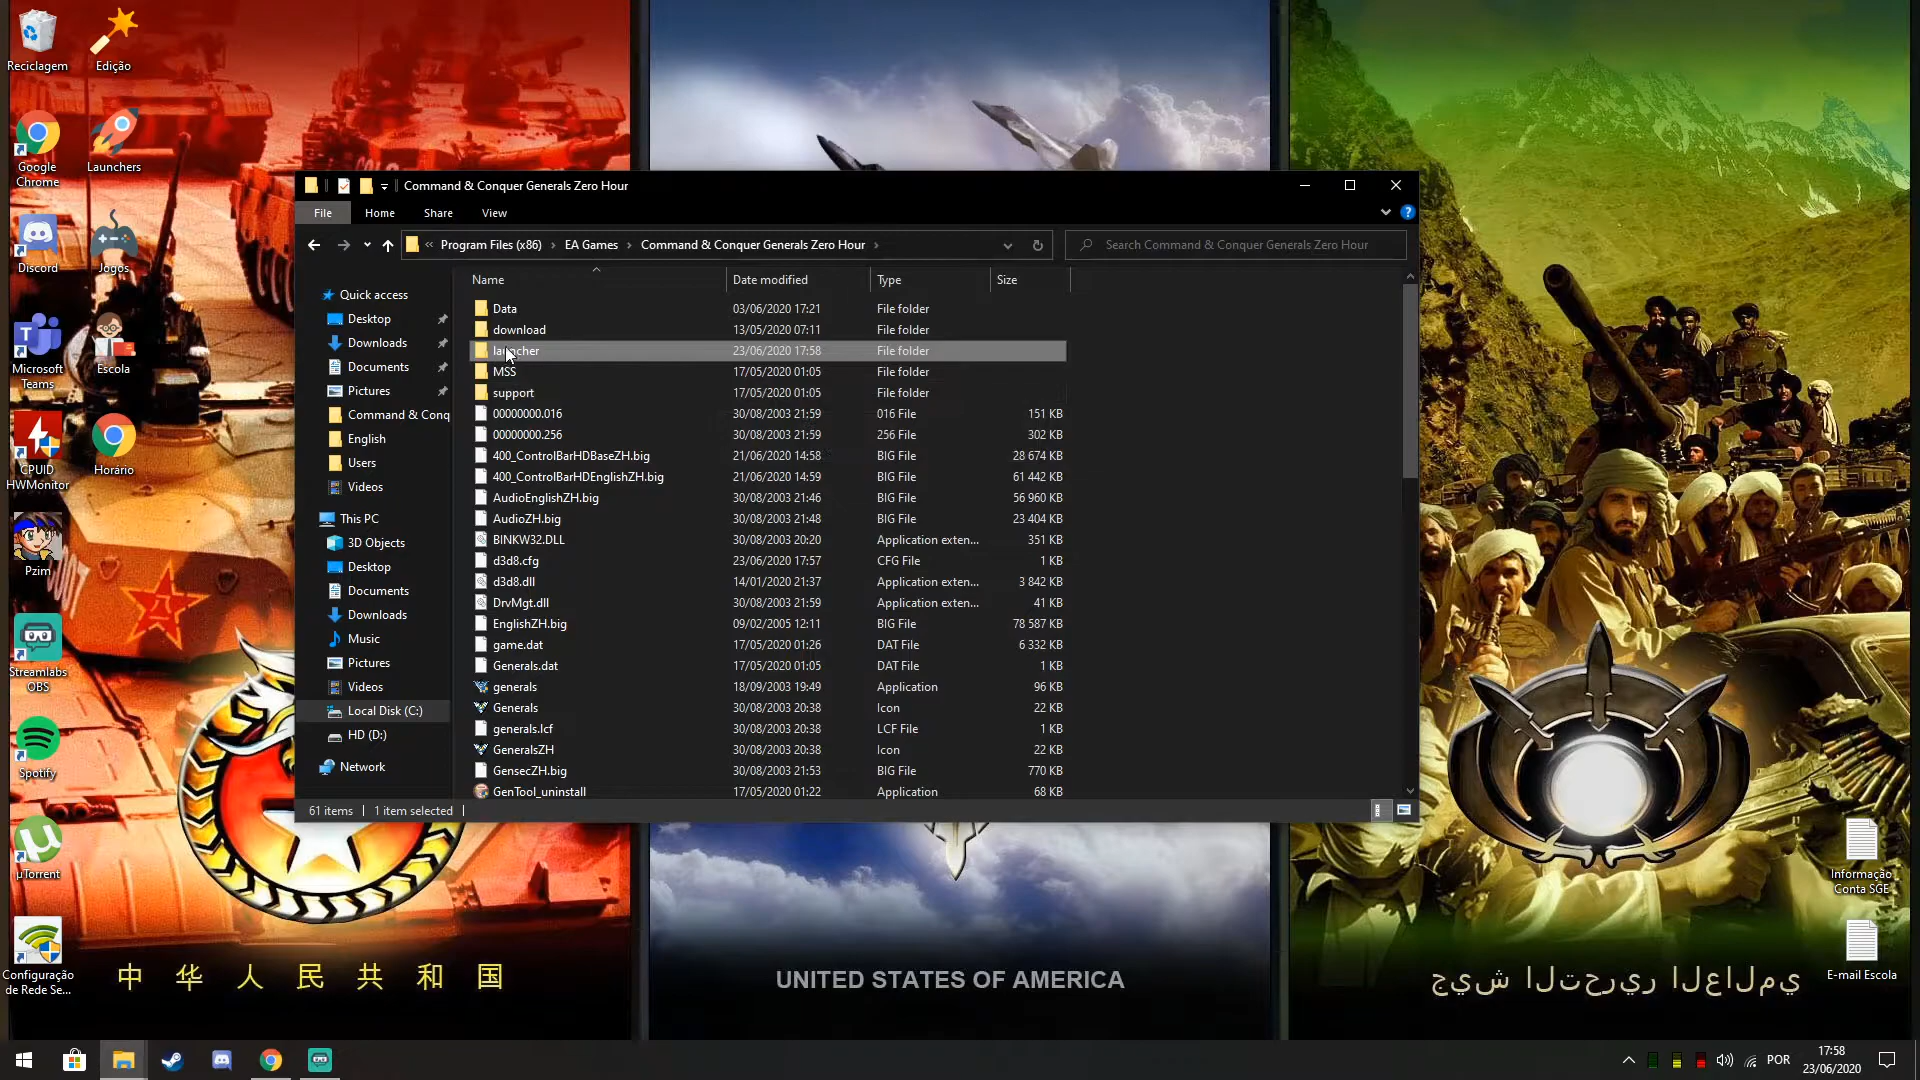 Reciclagem
Edição
Google
Chrome
Launchers
Discord
Jogos
Microsoft
Teams
Escola
CPUID
HWMonitor
Horário
Pzim
Streamlabs
OBS
Spotify
µTorrent
Configuração
de Rede Se...
Command & Conquer Generals Zero Hour
File
Home
Share
View
Program Files (x86)
EA Games
Command & Conquer Generals Zero Hour
Search Command & Conquer Generals Zero Hour
Quick access
Desktop
Downloads
Documents
Pictures
Command & Conq
English
Users
Videos
This PC
3D Objects
Desktop
Documents
Downloads
Music
Pictures
Videos
Local Disk (C:)
HD (D:)
Network
Name Date modified Type Size
Data 03/06/2020 17:21 File folder
download 13/05/2020 07:11 File folder
launcher 23/06/2020 17:58 File folder
MSS 17/05/2020 01:05 File folder
support 17/05/2020 01:05 File folder
00000000.016 30/08/2003 21:59 016 File 151 KB
00000000.256 30/08/2003 21:59 256 File 302 KB
400_ControlBarHDBaseZH.big 21/06/2020 14:58 BIG File 28 674 KB
400_ControlBarHDEnglishZH.big 21/06/2020 14:59 BIG File 61 442 KB
AudioEnglishZH.big 30/08/2003 21:46 BIG File 56 960 KB
AudioZH.big 30/08/2003 21:48 BIG File 23 404 KB
BINKW32.DLL 30/08/2003 20:20 Application exten... 351 KB
d3d8.cfg 23/06/2020 17:57 CFG File 1 KB
d3d8.dll 14/01/2020 21:37 Application exten... 3 842 KB
DrvMgt.dll 30/08/2003 21:59 Application exten... 41 KB
EnglishZH.big 09/02/2005 12:11 BIG File 78 587 KB
game.dat 17/05/2020 01:26 DAT File 6 332 KB
Generals.dat 17/05/2020 01:05 DAT File 1 KB
generals 18/09/2003 19:49 Application 96 KB
Generals 30/08/2003 20:38 Icon 22 KB
generals.lcf 30/08/2003 20:38 LCF File 1 KB
GeneralsZH 30/08/2003 20:38 Icon 22 KB
GensecZH.big 30/08/2003 21:53 BIG File 770 KB
GenTool_uninstall 17/05/2020 01:22 Application 68 KB
61 items
1 item selected
Informação
Conta SGE
E-mail Escola
中华人民共和国
UNITED STATES OF AMERICA
جيش التحرير العالمي
POR
17:58
23/06/2020